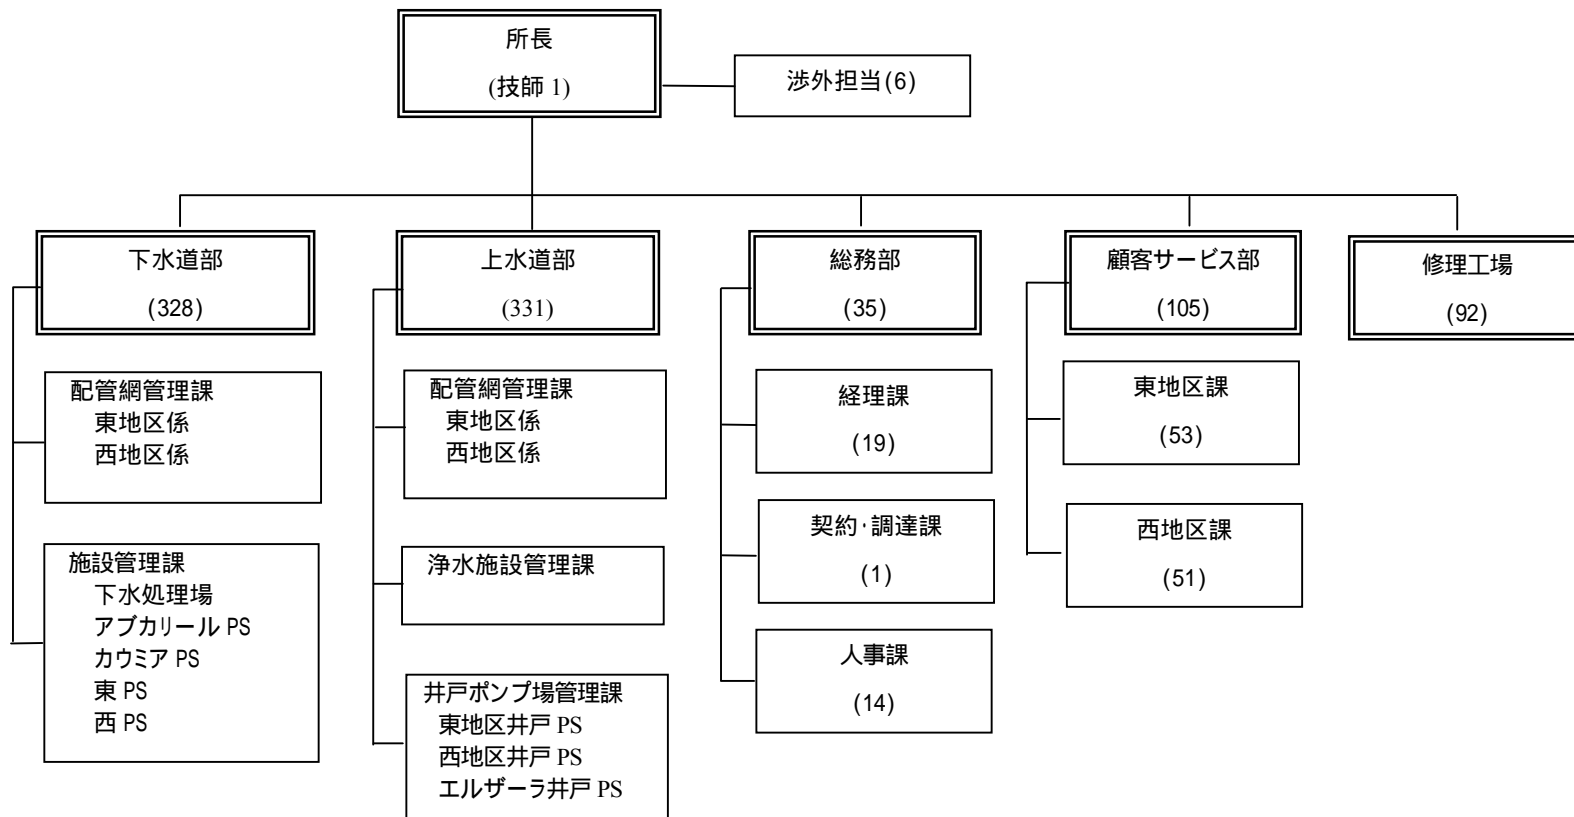 所長
(技師 1)
渉外担当(6)
下水道部
(328)
上水道部
(331)
総務部
(35)
顧客サービス部
(105)
修理工場
(92)
配管網管理課
東地区係
西地区係
施設管理課
下水処理場
アブカリール PS
カウミア PS
東 PS
西 PS
配管網管理課
東地区係
西地区係
浄水施設管理課
井戸ポンプ場管理課
東地区井戸 PS
西地区井戸 PS
エルザーラ井戸 PS
経理課
(19)
契約・調達課
(1)
人事課
(14)
東地区課
(53)
西地区課
(51)